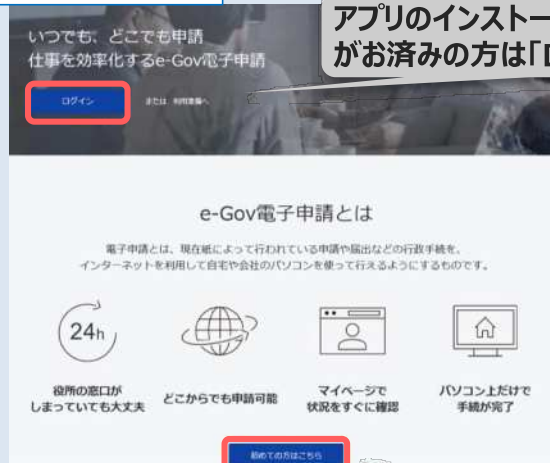 アプリのインストー
がお済みの方は「ロ
いつでも、どこでも申請
仕事を効率化するe-Gov電子申請
ログイン
または 利用準備へ
e-Gov電子申請とは
電子申請とは、現在紙によって行われている申請や届出などの行政手続を、
インターネットを利用して自宅や会社のパソコンを使って行えるようにするものです。
24h
役所の窓口が
しまっていても大丈夫
どこからでも申請可能
マイページで
状況をすぐに確認
パソコン上だけで
手続が完了
初めての方はこちら